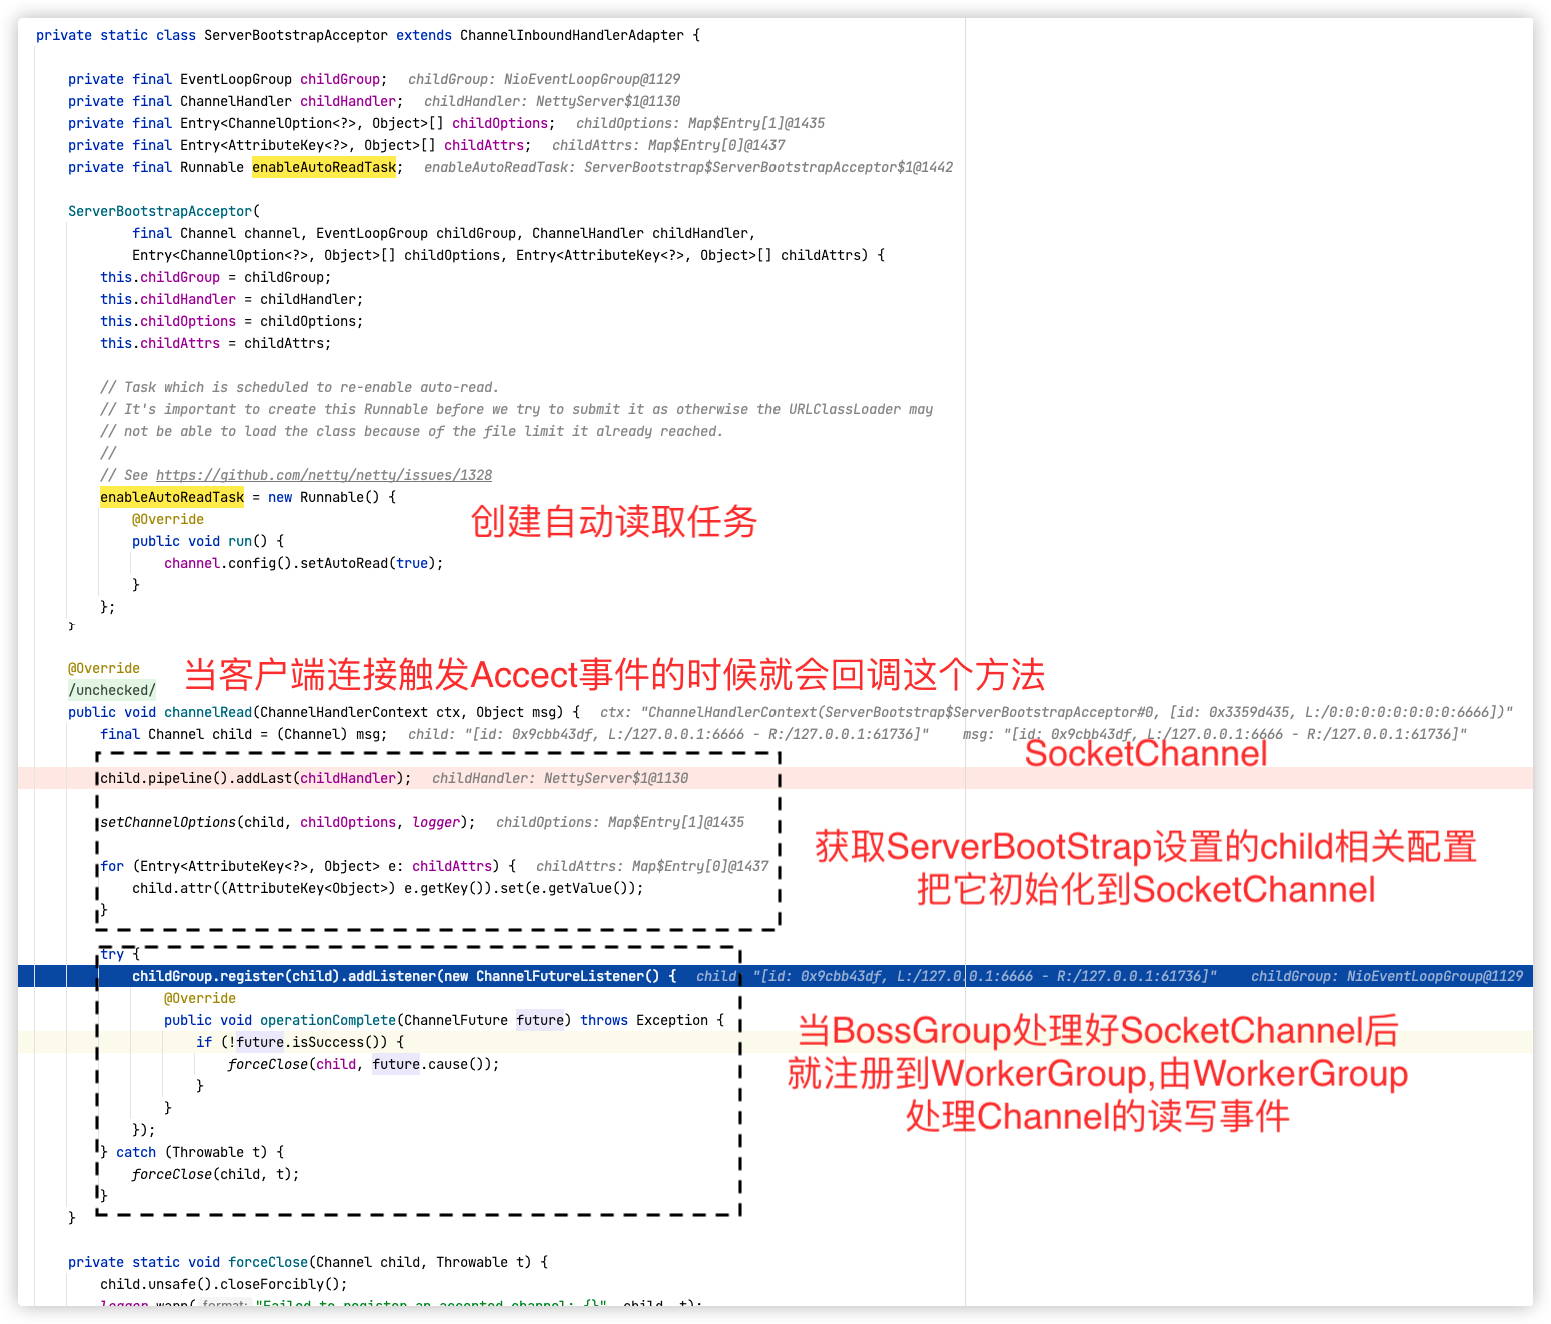 private static class ServerBootstrapAcceptor extends ChannelInboundHandlerAdapter {
private final EventLoopGroup childGroup; childGroup: NioEventLoopGroup@1129
private final ChannelHandler childHandler; childHandler: NettyServer$1@1130
private final Entry<ChannelOption<?>, Object>[] childOptions; childOptions: Map$Entry[1]@1435
private final Entry<AttributeKey<?>, Object>[] childAttrs; childAttrs: Map$Entry[0]@1437
private final Runnable enableAutoReadTask; enableAutoReadTask: ServerBootstrap$ServerBootstrapAcceptor$1@1442
ServerBootstrapAcceptor(
final Channel channel, EventLoopGroup childGroup, ChannelHandler childHandler,
Entry<ChannelOption<?>, Object>[] childOptions, Entry<AttributeKey<?>, Object>[] childAttrs) {
this.childGroup = childGroup;
this.childHandler = childHandler;
this.childOptions = childOptions;
this.childAttrs = childAttrs;
// Task which is scheduled to re-enable auto-read.
// It's important to create this Runnable before we try to submit it as otherwise the URLClassLoader may
// not be able to load the class because of the file limit it already reached.
//
// See https://github.com/netty/netty/issues/1328
enableAutoReadTask = new Runnable() {
创建自动读取任务
@Override
public void run() {
channel.config().setAutoRead(true);
}
};
}
@Override
当客户端连接触发Accect事件的时候就会回调这个方法
/unchecked/
public void channelRead(ChannelHandlerContext ctx, Object msg) { ctx: "ChannelHandlerContext(ServerBootstrap$ServerBootstrapAcceptor#0, [id: 0x3359d435, L:/0:0:0:0:0:0:0:0:6666])"
final Channel child = (Channel) msg; child: "[id: 0x9cbb43df, L:/127.0.0.1:6666 - R:/127.0.0.1:61736]" msg: "[id: 0x9cbb43df, L:/127.0.0.1:6666 - R:/127.0.0.1:61736]"
SocketChannel
child.pipeline().addLast(childHandler); childHandler: NettyServer$1@1130
setChannelOptions(child, childOptions, logger); childOptions: Map$Entry[1]@1435
获取ServerBootStrap设置的child相关配置
for (Entry<AttributeKey<?>, Object> e: childAttrs) { childAttrs: Map$Entry[0]@1437
child.attr((AttributeKey<Object>) e.getKey()).set(e.getValue());
把它初始化到SocketChannel
}
try {
childGroup.register(child).addListener(new ChannelFutureListener() { child: "[id: 0x9cbb43df, L:/127.0.0.1:6666 - R:/127.0.0.1:61736]" childGroup: NioEventLoopGroup@1129
@Override
public void operationComplete(ChannelFuture future) throws Exception {
当BossGroup处理好SocketChannel后
if (!future.isSuccess()) {
forceClose(child, future.cause());
就注册到WorkerGroup,由WorkerGroup
}
}
处理Channel的读写事件
});
} catch (Throwable t) {
forceClose(child, t);
}
}
private static void forceClose(Channel child, Throwable t) {
child.unsafe().closeForcibly();
logger.warn( format: "Failed to register an accepted channel: {}", child, t);